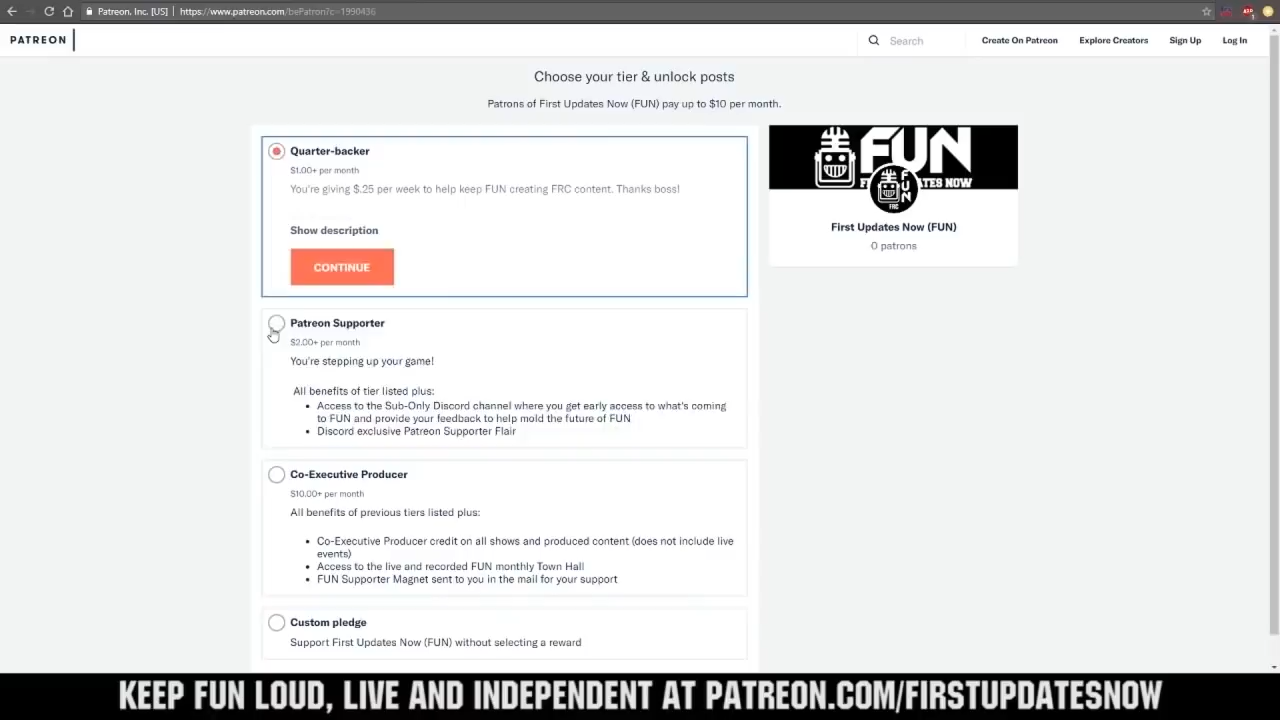 Patreon, Inc. [US] | https://www.patreon.com/bePatron?c=1990436
PATREON
Search
Create On Patreon
Explore Creators
Sign Up
Log In
Choose your tier & unlock posts
Patrons of First Updates Now (FUN) pay up to $10 per month.
Quarter-backer
$1.00+ per month
You're giving $.25 per week to help keep FUN creating FRC content. Thanks boss!
Show description
CONTINUE
Patreon Supporter
$2.00+ per month
You're stepping up your game!
All benefits of tier listed plus:
• Access to the Sub-Only Discord channel where you get early access to what's coming
to FUN and provide your feedback to help mold the future of FUN
• Discord exclusive Patreon Supporter Flair
Co-Executive Producer
$10.00+ per month
All benefits of previous tiers listed plus:
• Co-Executive Producer credit on all shows and produced content (does not include live
events)
• Access to the live and recorded FUN monthly Town Hall
• FUN Supporter Magnet sent to you in the mail for your support
Custom pledge
Support First Updates Now (FUN) without selecting a reward
FUN
FUN
FRC
First Updates Now (FUN)
0 patrons
KEEP FUN LOUD, LIVE AND INDEPENDENT AT PATREON.COM/FIRSTUPDATESNOW